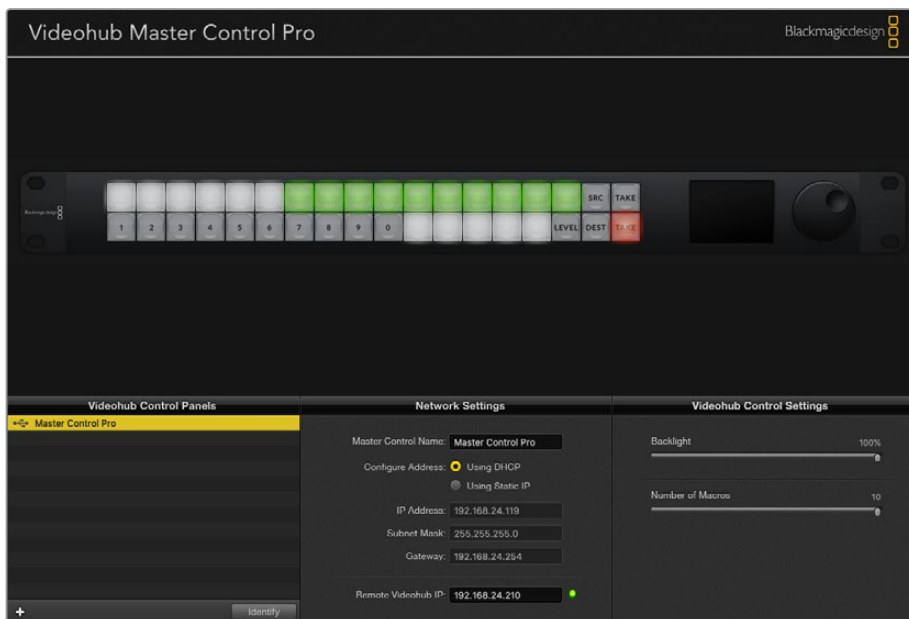 Videohub Master Control Pro
Blackmagicdesign
Blackmagicdesign
SRC TAKE
1 2 3 4 5 6 7 8 9 0 LEVEL DEST TAKE
Videohub Control Panels
Master Control Pro
Identify
Network Settings
Master Control Name: Master Control Pro
Configure Address: Using DHCP
Using Static IP
IP Address: 192.168.24.119
Subnet Mask: 255.255.255.0
Gateway: 192.168.24.254
Remote Videohub IP: 192.168.24.210
Videohub Control Settings
Backlight 100%
Number of Macros 10